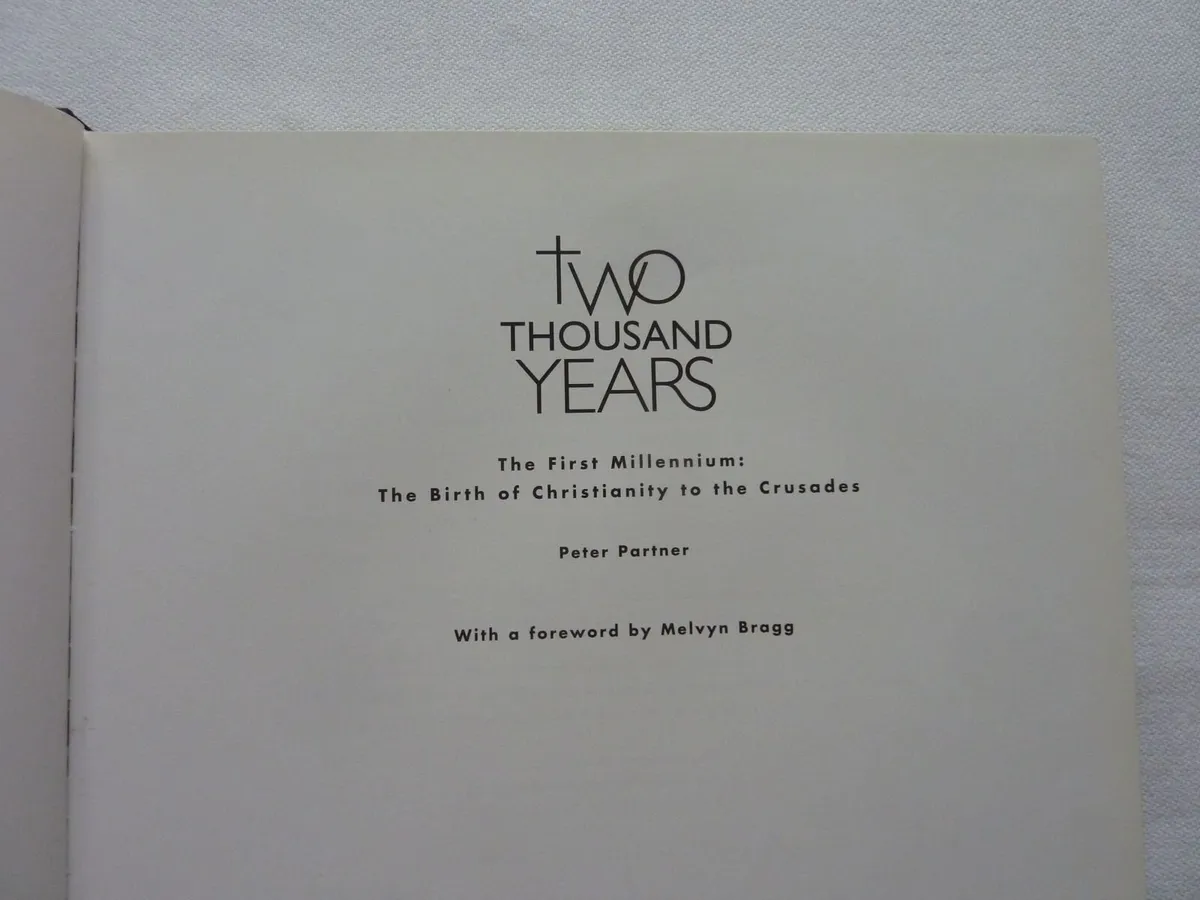 TWO
THOUSAND
YEARS
The First Millennium:
The Birth of Christianity to the Crusades
Peter Partner
With a foreword by Melvyn Bragg